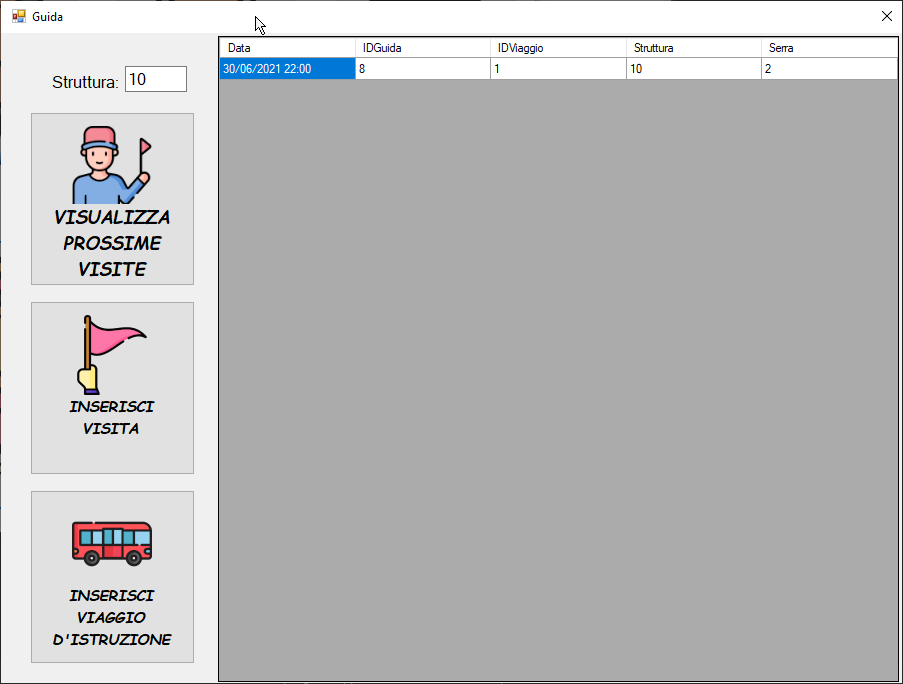 Guida
Struttura: 10
VISUALIZZA
PROSSIME
VISITE
INSERISCI
VISITA
INSERISCI
VIAGGIO
D'ISTRUZIONE
Data IDGuida IDViaggio Struttura Serra
30/06/2021 22:00 8 1 10 2